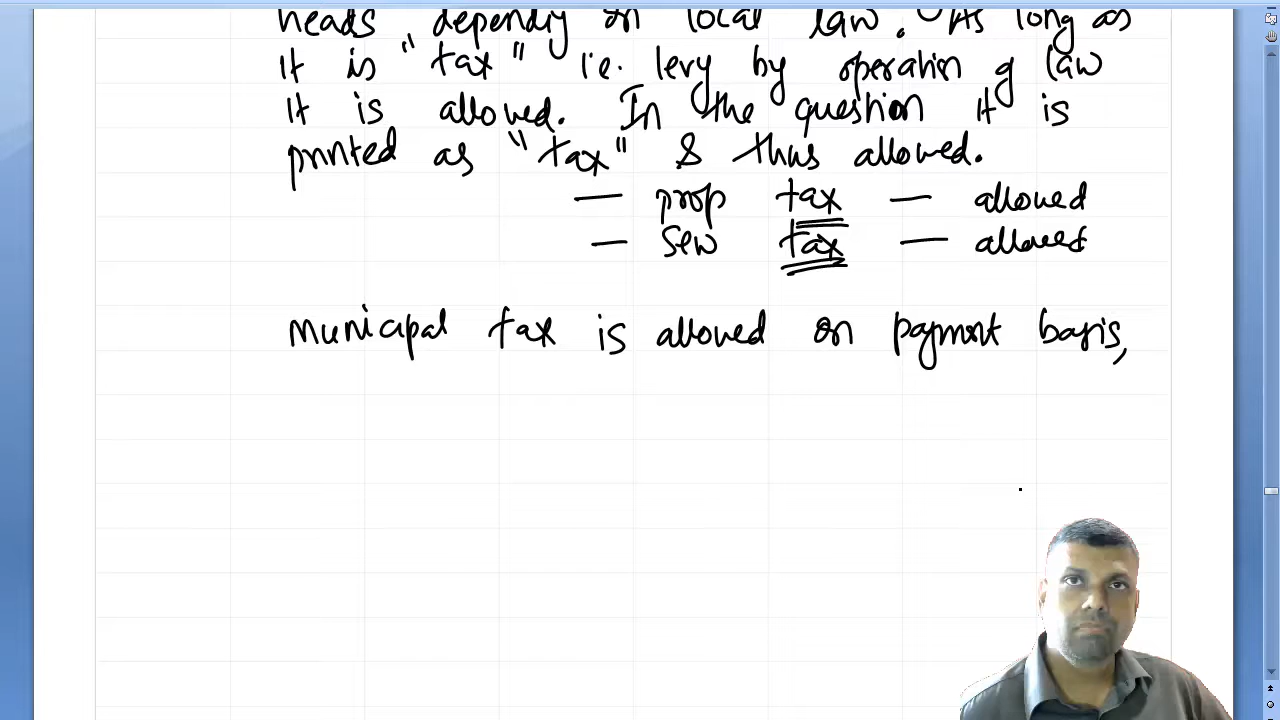 heads depending on local law. As long as
it is "tax" i.e. levy by operation of law
it is allowed. In the question it is
printed as "tax" & thus allowed.
— prop tax — allowed
— sew tax — allowed
municipal tax is allowed on payment basis,